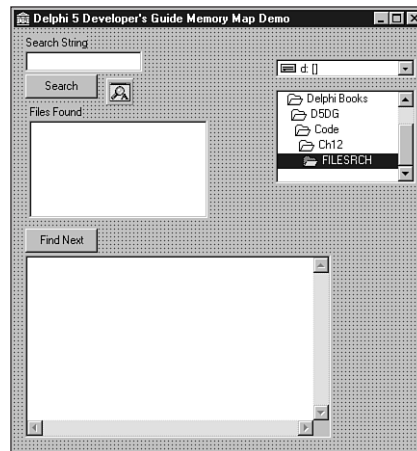 Delphi 5 Developer's Guide Memory Map Demo
Search String
Search
d: []
Files Found
Delphi Books
D5DG
Code
Ch12
FILESRCH
Find Next